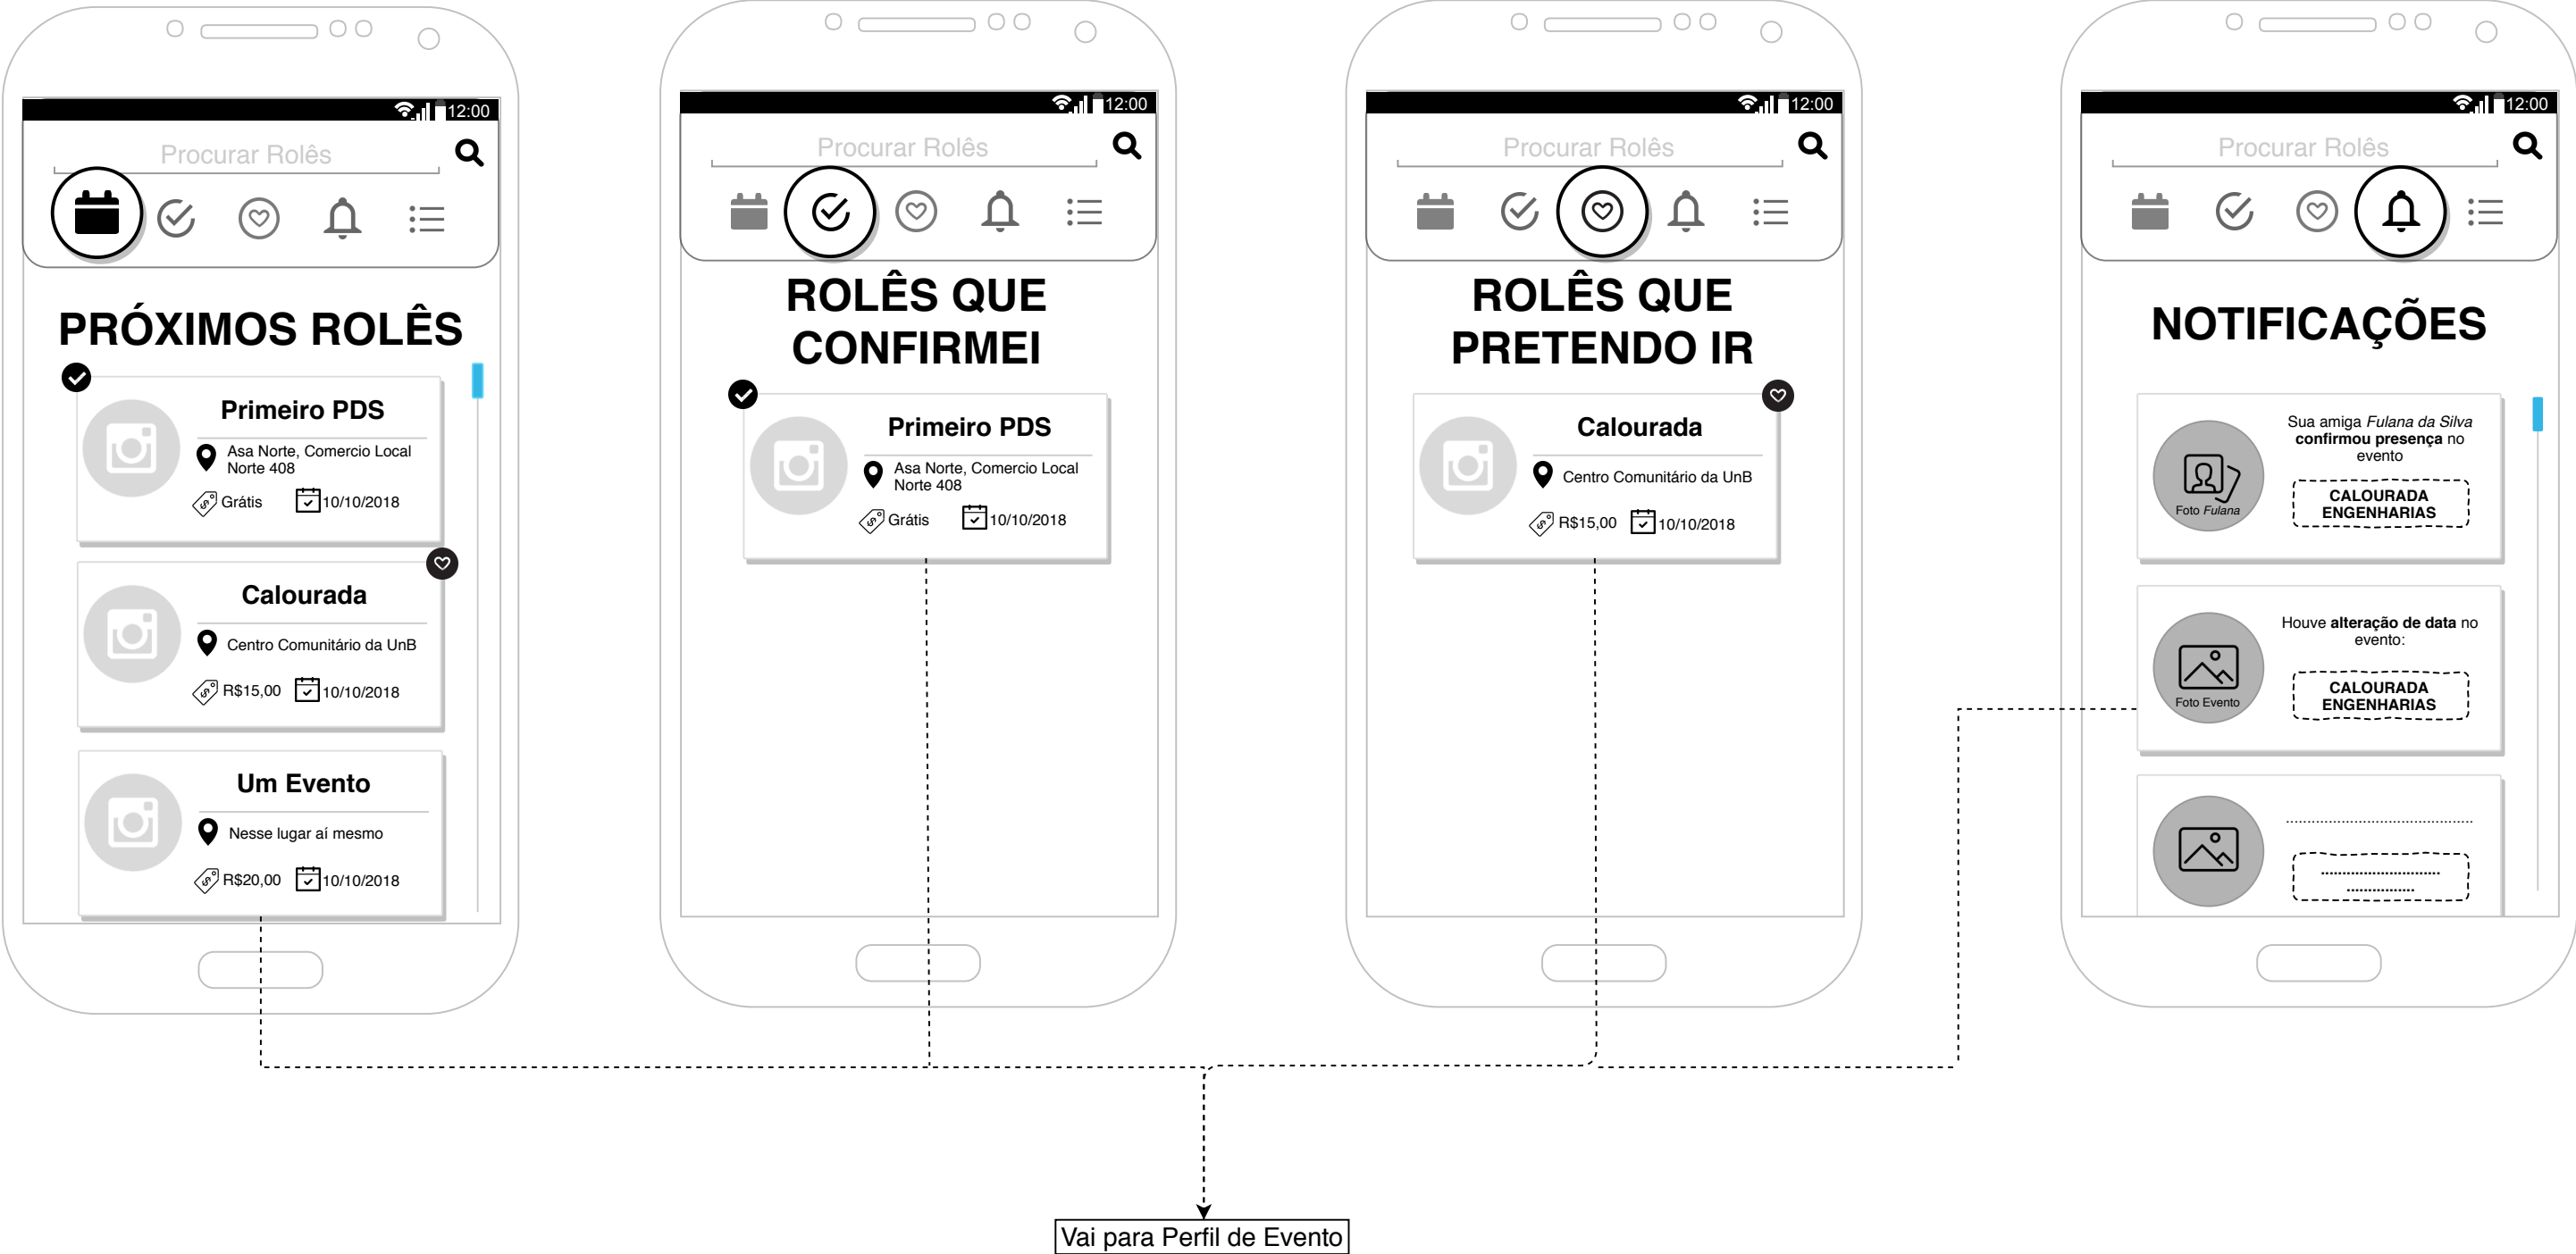 12:00
Procurar Rolês
PRÓXIMOS ROLÊS
Primeiro PDS
Asa Norte, Comercio Local
Norte 408
Grátis
10/10/2018
Calourada
Centro Comunitário da UnB
R$15,00
10/10/2018
Um Evento
Nesse lugar aí mesmo
R$20,00
10/10/2018
12:00
Procurar Rolês
ROLÊS QUE
CONFIRMEI
Primeiro PDS
Asa Norte, Comercio Local
Norte 408
Grátis
10/10/2018
12:00
Procurar Rolês
ROLÊS QUE
PRETENDO IR
Calourada
Centro Comunitário da UnB
R$15,00
10/10/2018
12:00
Procurar Rolês
NOTIFICAÇÕES
Sua amiga Fulana da Silva
confirmou presença no
evento
CALOURADA
ENGENHARIAS
Foto Fulana
Houve alteração de data no
evento:
CALOURADA
ENGENHARIAS
Foto Evento
Vai para Perfil de Evento